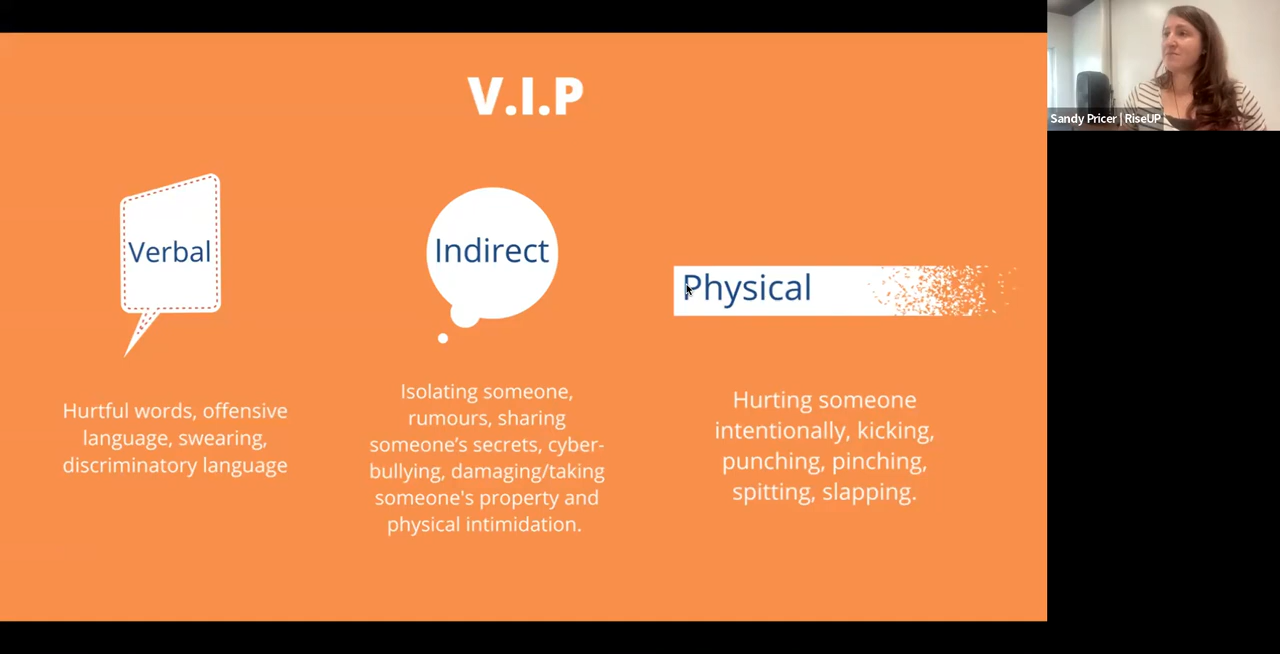 V.I.P
Verbal
Hurtful words, offensive
language, swearing,
discriminatory language
Indirect
Isolating someone,
rumours, sharing
someone’s secrets, cyber-
bullying, damaging/taking
someone's property and
physical intimidation.
Physical
Hurting someone
intentionally, kicking,
punching, pinching,
spitting, slapping.
Sandy Pricer | RiseUP